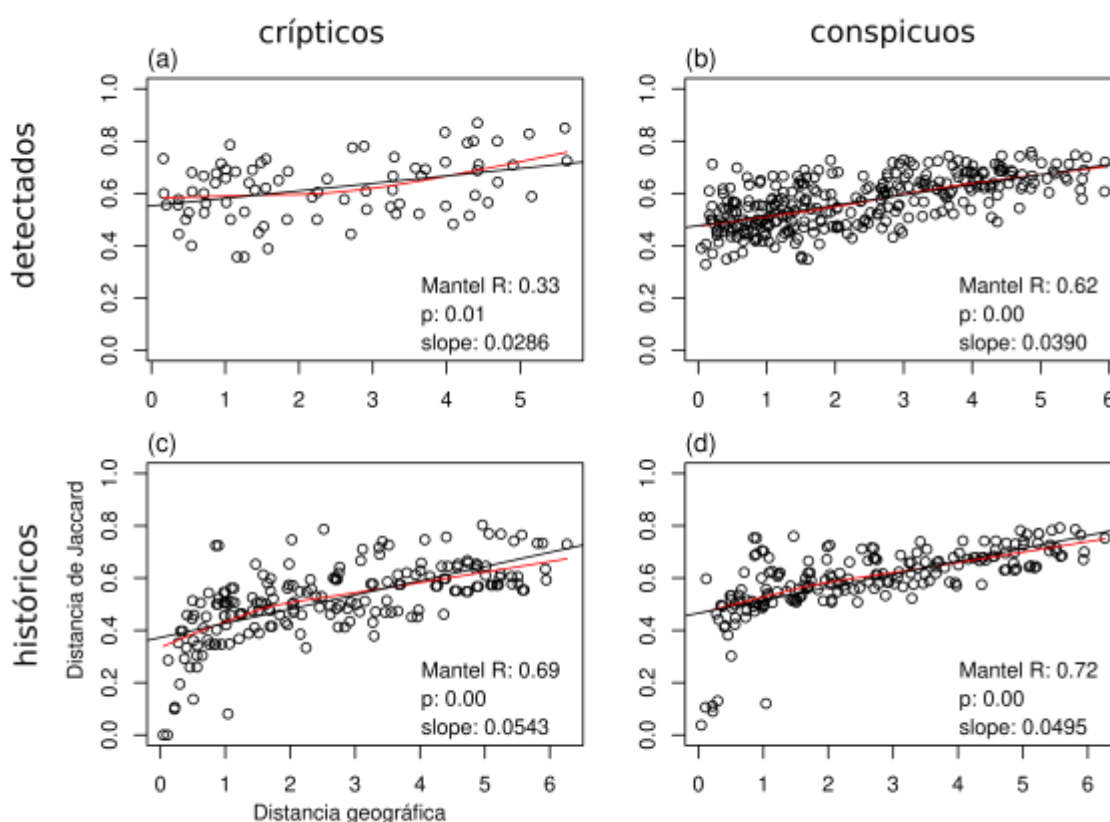 crípticos
conspicuos
detectados
históricos
(a)
0.0 0.2 0.4 0.6 0.8 1.0
Mantel R: 0.33
p: 0.01
slope: 0.0286
0 1 2 3 4 5
(b)
0.0 0.2 0.4 0.6 0.8 1.0
Mantel R: 0.62
p: 0.00
slope: 0.0390
0 1 2 3 4 5 6
(c)
Distancia de Jaccard
0.0 0.2 0.4 0.6 0.8 1.0
Mantel R: 0.69
p: 0.00
slope: 0.0543
0 1 2 3 4 5 6
Distancia geográfica
(d)
0.0 0.2 0.4 0.6 0.8 1.0
Mantel R: 0.72
p: 0.00
slope: 0.0495
0 1 2 3 4 5 6